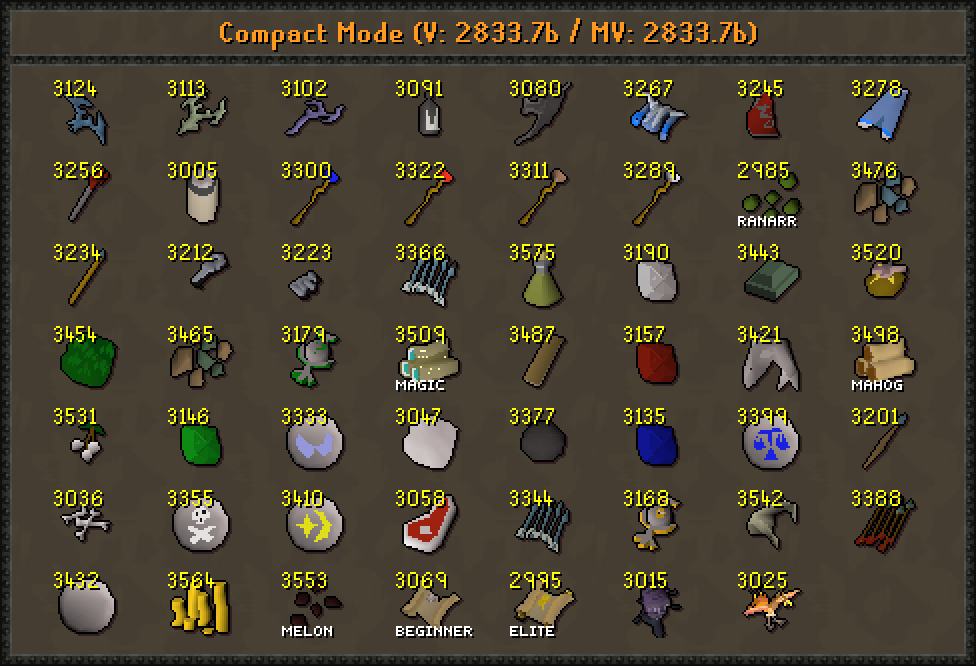 Compact Mode (V: 2833.7b / MV: 2833.7b)
3124 3113 3102 3091 3080 3267 3245 3278
3256 3005 3300 3322 3311 3289 2985 3476
RANARR
3234 3212 3223 3366 3575 3190 3443 3520
3454 3465 3179 3509 3487 3157 3421 3498
MAGIC MAHOG
3531 3146 3333 3047 3377 3135 3399 3201
3036 3355 3410 3058 3344 3168 3542 3388
3432 3564 3553 3069 2995 3015 3025
MELON BEGINNER ELITE